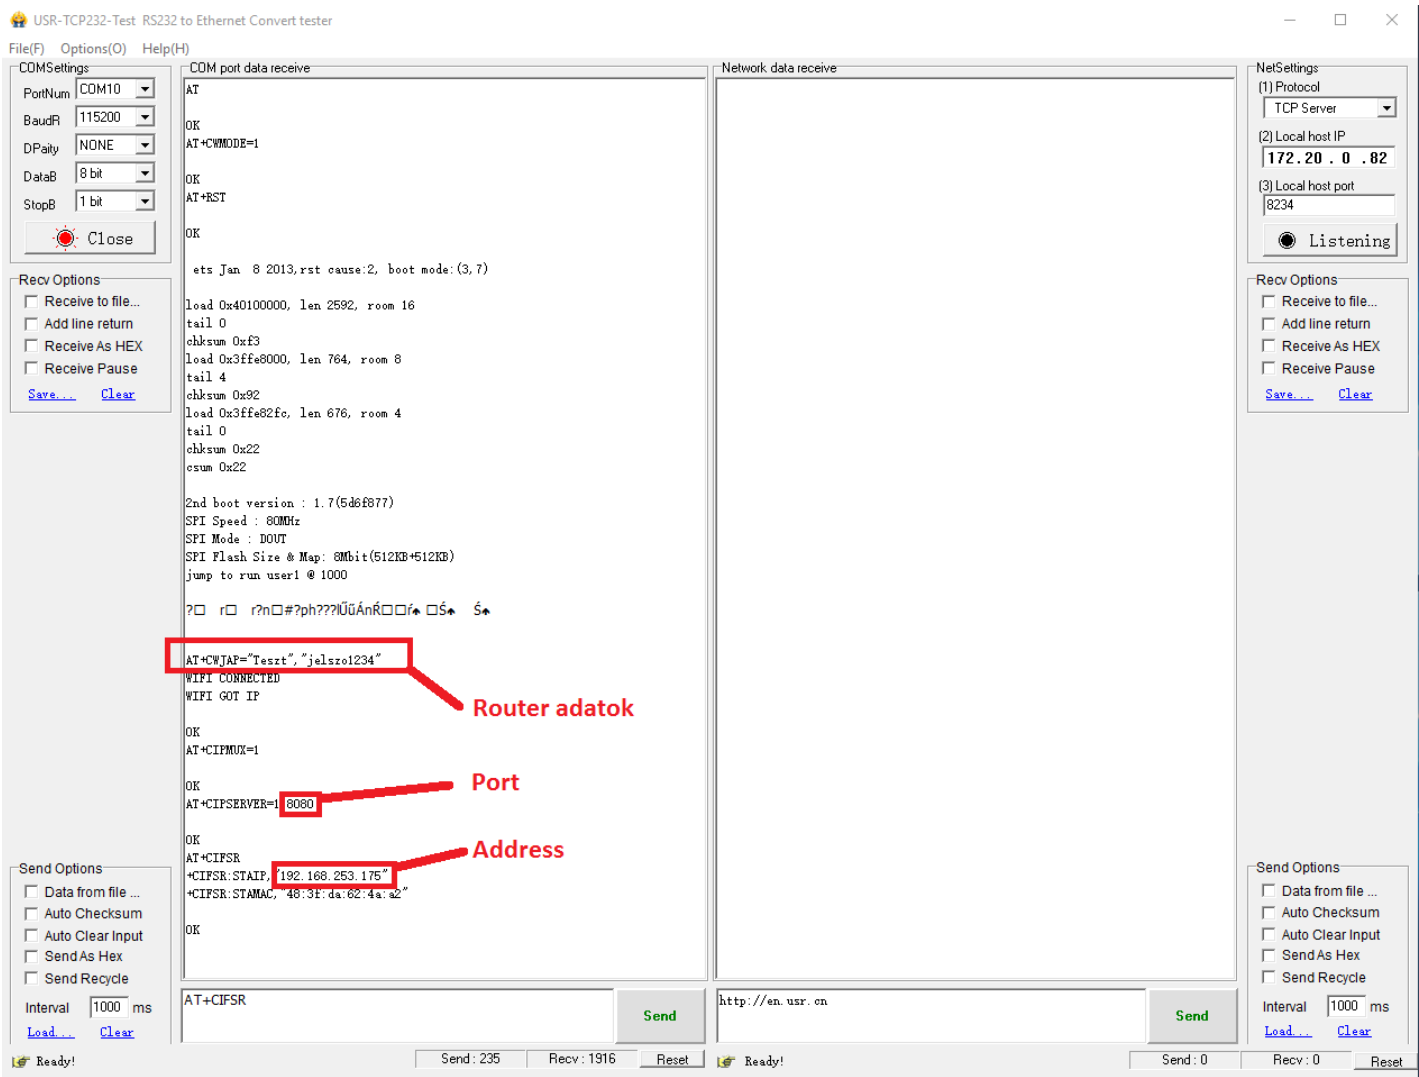 USR-TCP232-Test RS232 to Ethernet Convert tester
File(F) Options(O) Help(H)
COMSettings
PortNum COM10
BaudR 115200
DPaity NONE
DataB 8 bit
StopB 1 bit
Close
Recv Options
Receive to file...
Add line return
Receive As HEX
Receive Pause
Save... Clear
Send Options
Data from file ...
Auto Checksum
Auto Clear Input
Send As Hex
Send Recycle
Interval 1000 ms
Load... Clear
COM port data receive
AT
OK
AT+CWMODE=1
OK
AT+RST
OK
ets Jan 8 2013,rst cause:2, boot mode:(3,7)
load 0x40100000, len 2592, room 16
tail 0
chksum 0xf3
load 0x3ffe8000, len 764, room 8
tail 4
chksum 0x92
load 0x3ffe82fc, len 676, room 4
tail 0
chksum 0x22
csum 0x22
2nd boot version : 1.7(5d6f877)
SPI Speed : 80MHz
SPI Mode : DOUT
SPI Flash Size & Map: 8Mbit(512KB+512KB)
jump to run user1 @ 1000
AT+CWJAP="Teszt","jelszo1234"
WIFI CONNECTED
WIFI GOT IP
Router adatok
OK
AT+CIPMUX=1
OK
Port
AT+CIPSERVER=1 8080
OK
Address
AT+CIFSR
+CIFSR:STAIP,"192.168.253.175"
+CIFSR:STAMAC,"48:3f:da:62:4a:a2"
OK
AT+CIFSR
Send
Network data receive
http://en.usr.cn
Send
NetSettings
(1) Protocol
TCP Server
(2) Local host IP
172.20 . 0 .82
(3) Local host port
8234
Listening
Recv Options
Receive to file...
Add line return
Receive As HEX
Receive Pause
Save... Clear
Send Options
Data from file ...
Auto Checksum
Auto Clear Input
Send As Hex
Send Recycle
Interval 1000 ms
Load... Clear
Ready! Send : 235 Recv : 1916 Reset
Ready! Send : 0 Recv : 0 Reset